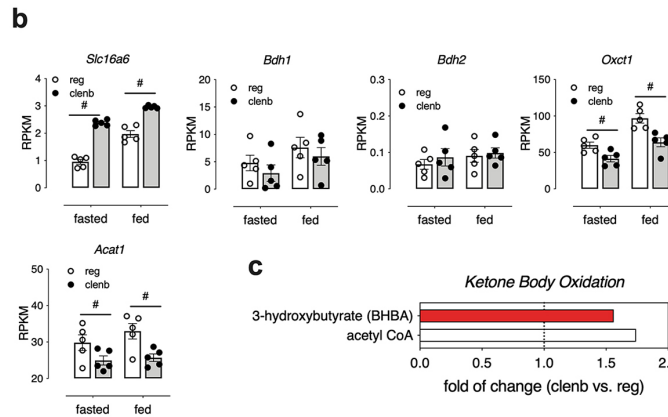 b
Slc16a6
reg
clenb
#
#
RPKM
4
3
2
1
0
fasted
fed
Bdh1
reg
clenb
RPKM
20
15
10
5
0
fasted
fed
Bdh2
reg
clenb
RPKM
0.3
0.2
0.1
0.0
fasted
fed
Oxct1
reg
clenb
#
#
RPKM
150
100
50
0
fasted
fed
Acat1
reg
clenb
#
#
RPKM
50
40
30
20
fasted
fed
c
Ketone Body Oxidation
3-hydroxybutyrate (BHBA)
acetyl CoA
0.0 0.5 1.0 1.5 2.
fold of change (clenb vs. reg)